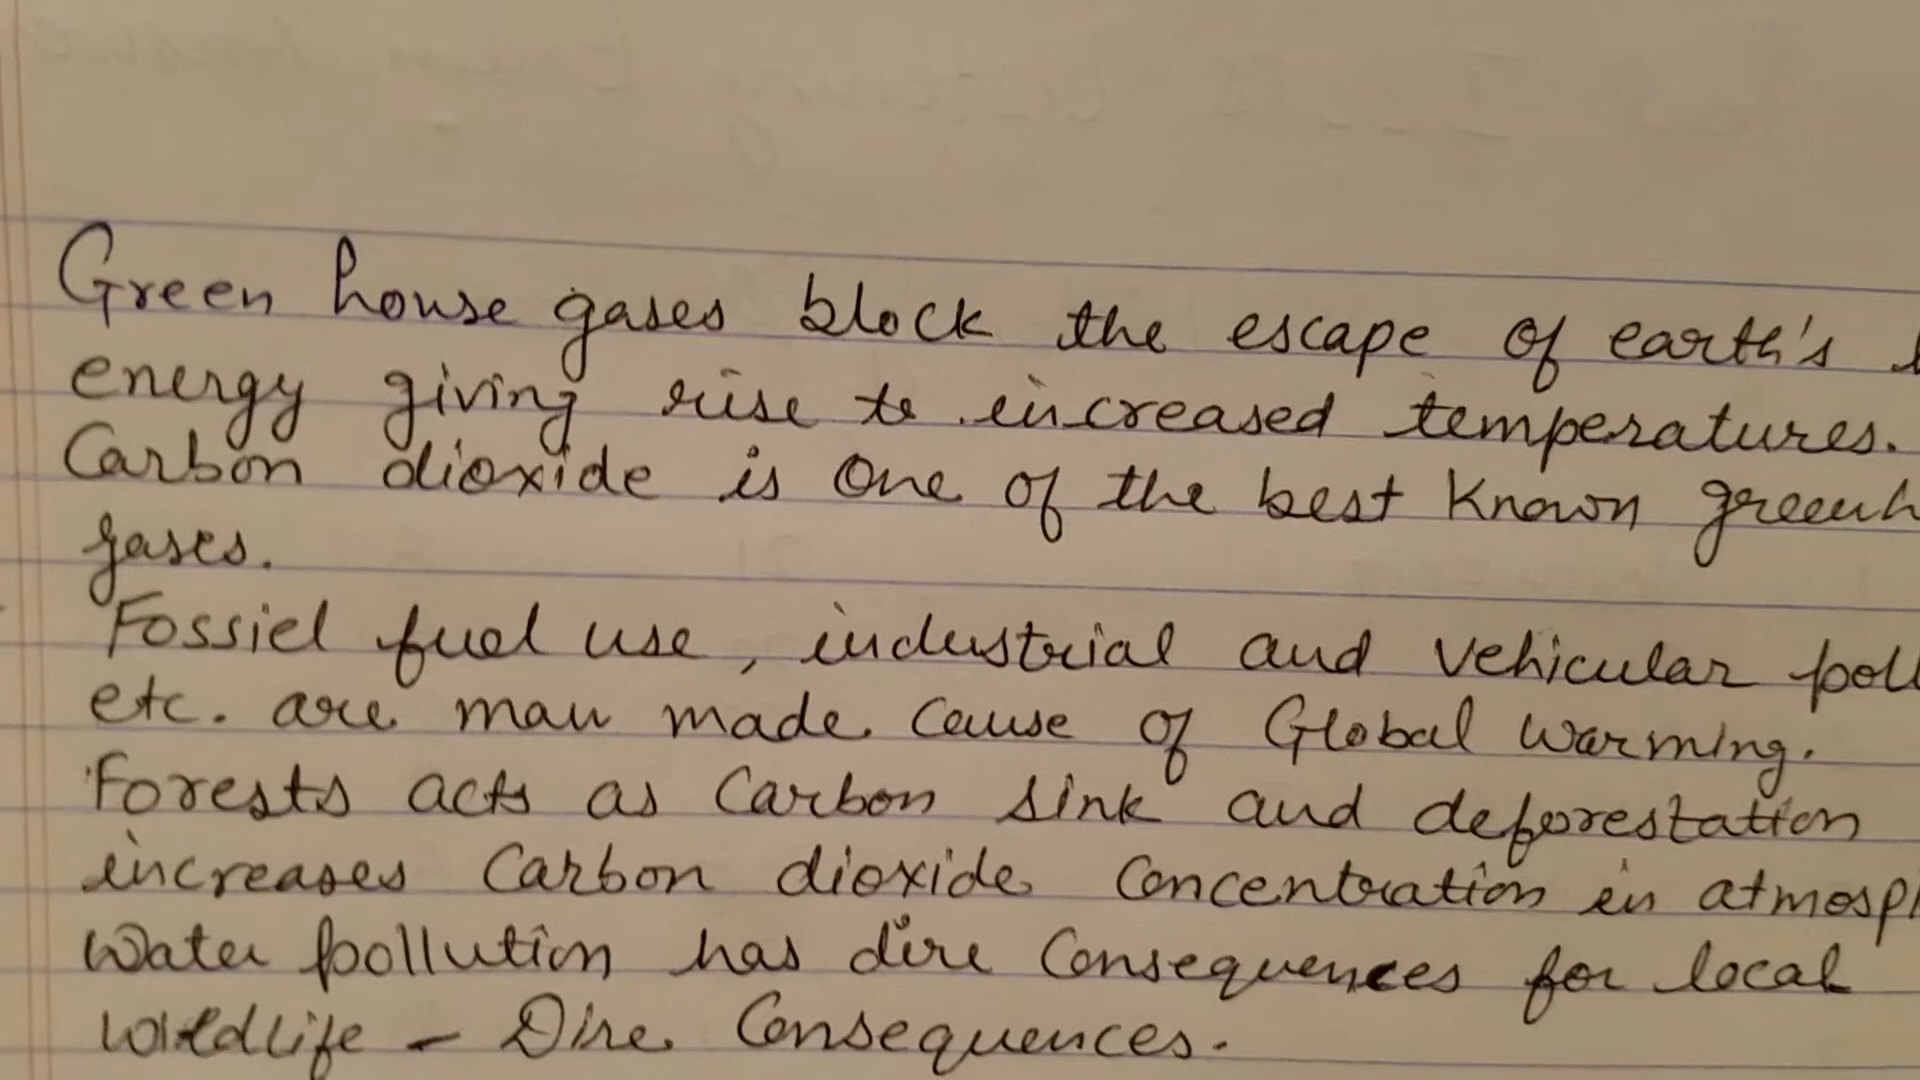 Green house gases block the escape of earth's
energy giving rise to increased temperatures.
Carbon dioxide is One of the best Known greenh
gases.
Fossiel fuel use, industrial and vehicular poll
etc. are man made cause of Global warming.
Forests acts as Carbon sink and deforestation
increases Carbon dioxide Concentration in atmosph
Water pollution has dire Consequences for local
wildlife - Dire Consequences.